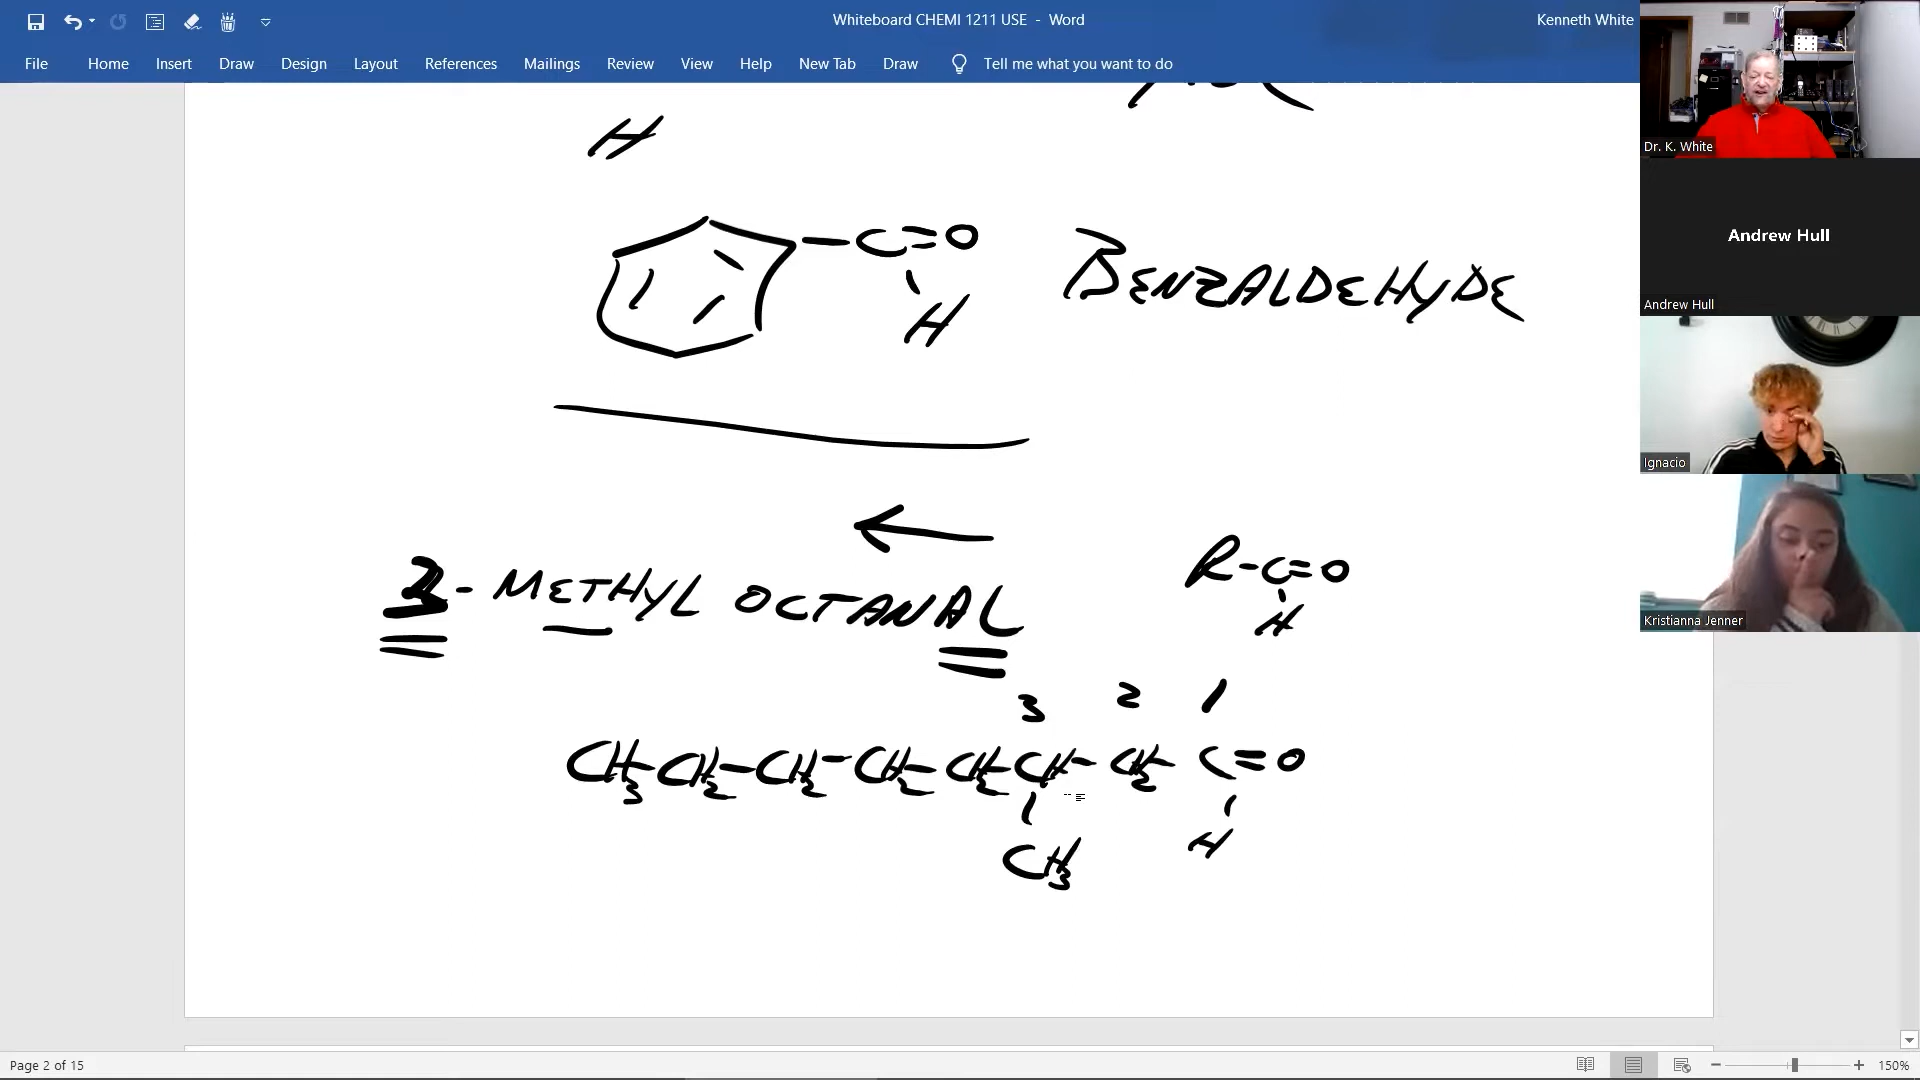 Whiteboard CHEMI 1211 USE - Word
Kenneth White
File Home Insert Draw Design Layout References Mailings Review View Help New Tab Draw Tell me what you want to do
H
C=O
H
BENZALDEHYDE
- METHYL OCTANAL
R-C=O
H
3 2 1
CH3-CH2-CH2-CH2-CH2CH-CH2-C=O
CH3
H
Dr. K. White
Andrew Hull
Andrew Hull
Ignacio
Kristianna Jenner
Page 2 of 15
150%